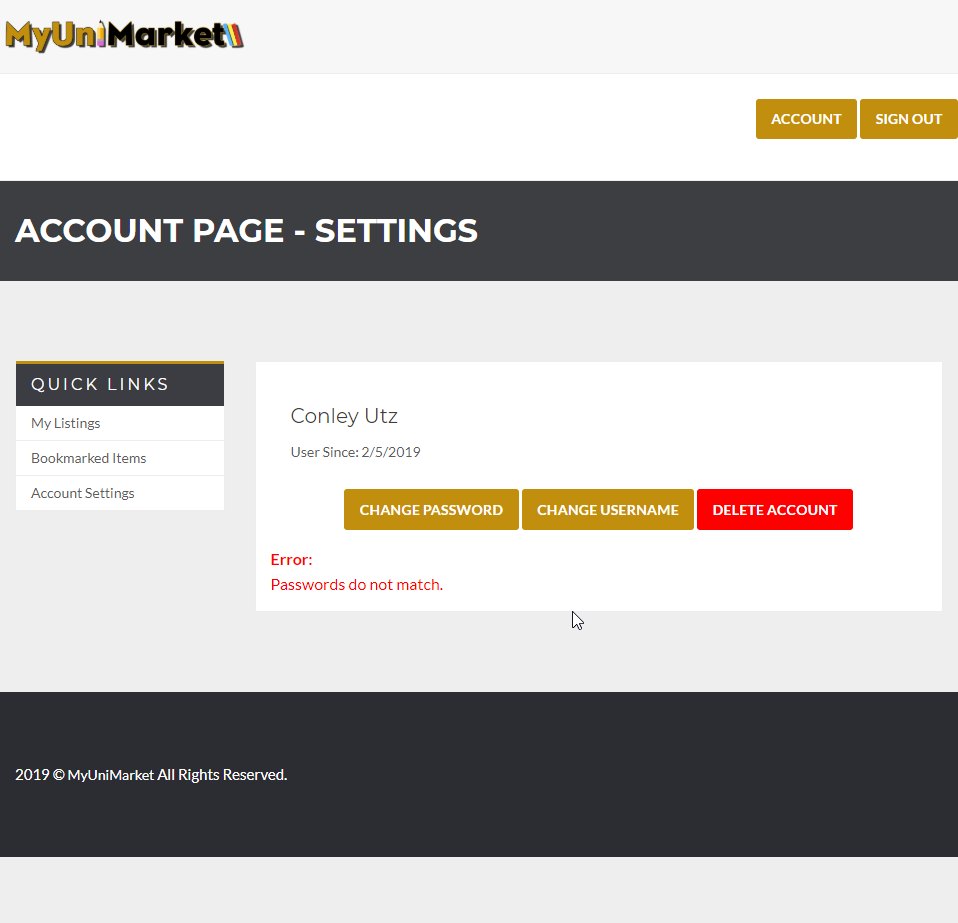 MyUniMarket
ACCOUNT SIGN OUT
ACCOUNT PAGE - SETTINGS
QUICK LINKS
My Listings
Bookmarked Items
Account Settings
Conley Utz
User Since: 2/5/2019
CHANGE PASSWORD CHANGE USERNAME DELETE ACCOUNT
Error:
Passwords do not match.
2019 © MyUniMarket All Rights Reserved.